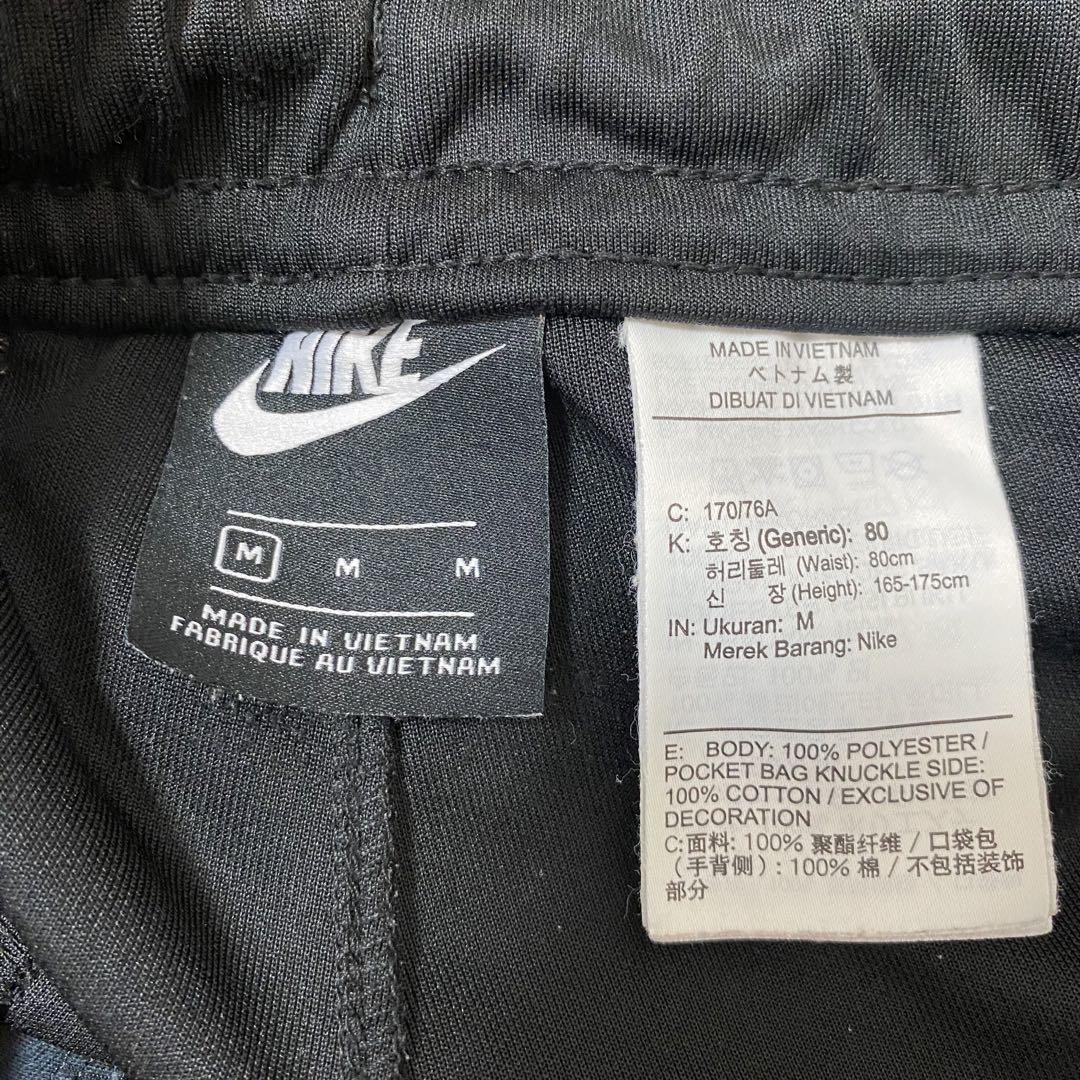 NIKE
M M M
MADE IN VIETNAM
FABRIQUE AU VIETNAM
MADE IN VIETNAM
ベトナム製
DIBUAT DI VIETNAM
C: 170/76A
K: 호칭 (Generic): 80
허리둘레 (Waist): 80cm
신 장 (Height): 165-175cm
IN: Ukuran: M
Merek Barang: Nike
E: BODY: 100% POLYESTER /
POCKET BAG KNUCKLE SIDE:
100% COTTON / EXCLUSIVE OF
DECORATION
C:面料: 100% 聚酯纤维 / 口袋包
（手背侧）: 100% 棉 / 不包括装饰
部分